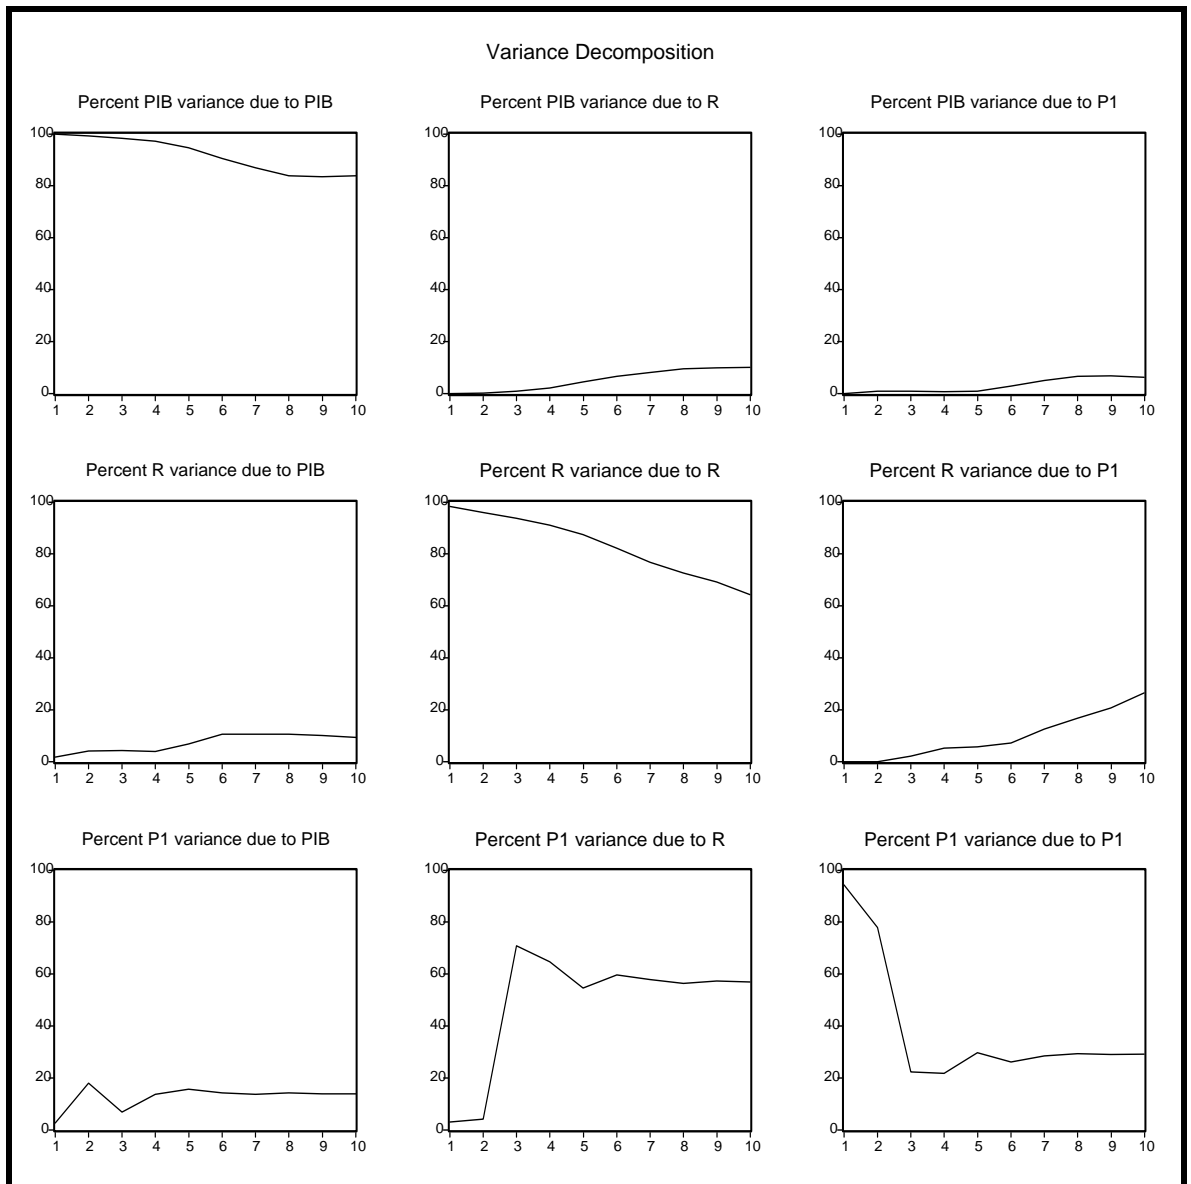 Variance Decomposition
Percent PIB variance due to PIB
100
80
60
40
20
0
1 2 3 4 5 6 7 8 9 10
Percent PIB variance due to R
100
80
60
40
20
0
1 2 3 4 5 6 7 8 9 10
Percent PIB variance due to P1
100
80
60
40
20
0
1 2 3 4 5 6 7 8 9 10
Percent R variance due to PIB
100
80
60
40
20
0
1 2 3 4 5 6 7 8 9 10
Percent R variance due to R
100
80
60
40
20
0
1 2 3 4 5 6 7 8 9 10
Percent R variance due to P1
100
80
60
40
20
0
1 2 3 4 5 6 7 8 9 10
Percent P1 variance due to PIB
100
80
60
40
20
0
1 2 3 4 5 6 7 8 9 10
Percent P1 variance due to R
100
80
60
40
20
0
1 2 3 4 5 6 7 8 9 10
Percent P1 variance due to P1
100
80
60
40
20
0
1 2 3 4 5 6 7 8 9 10